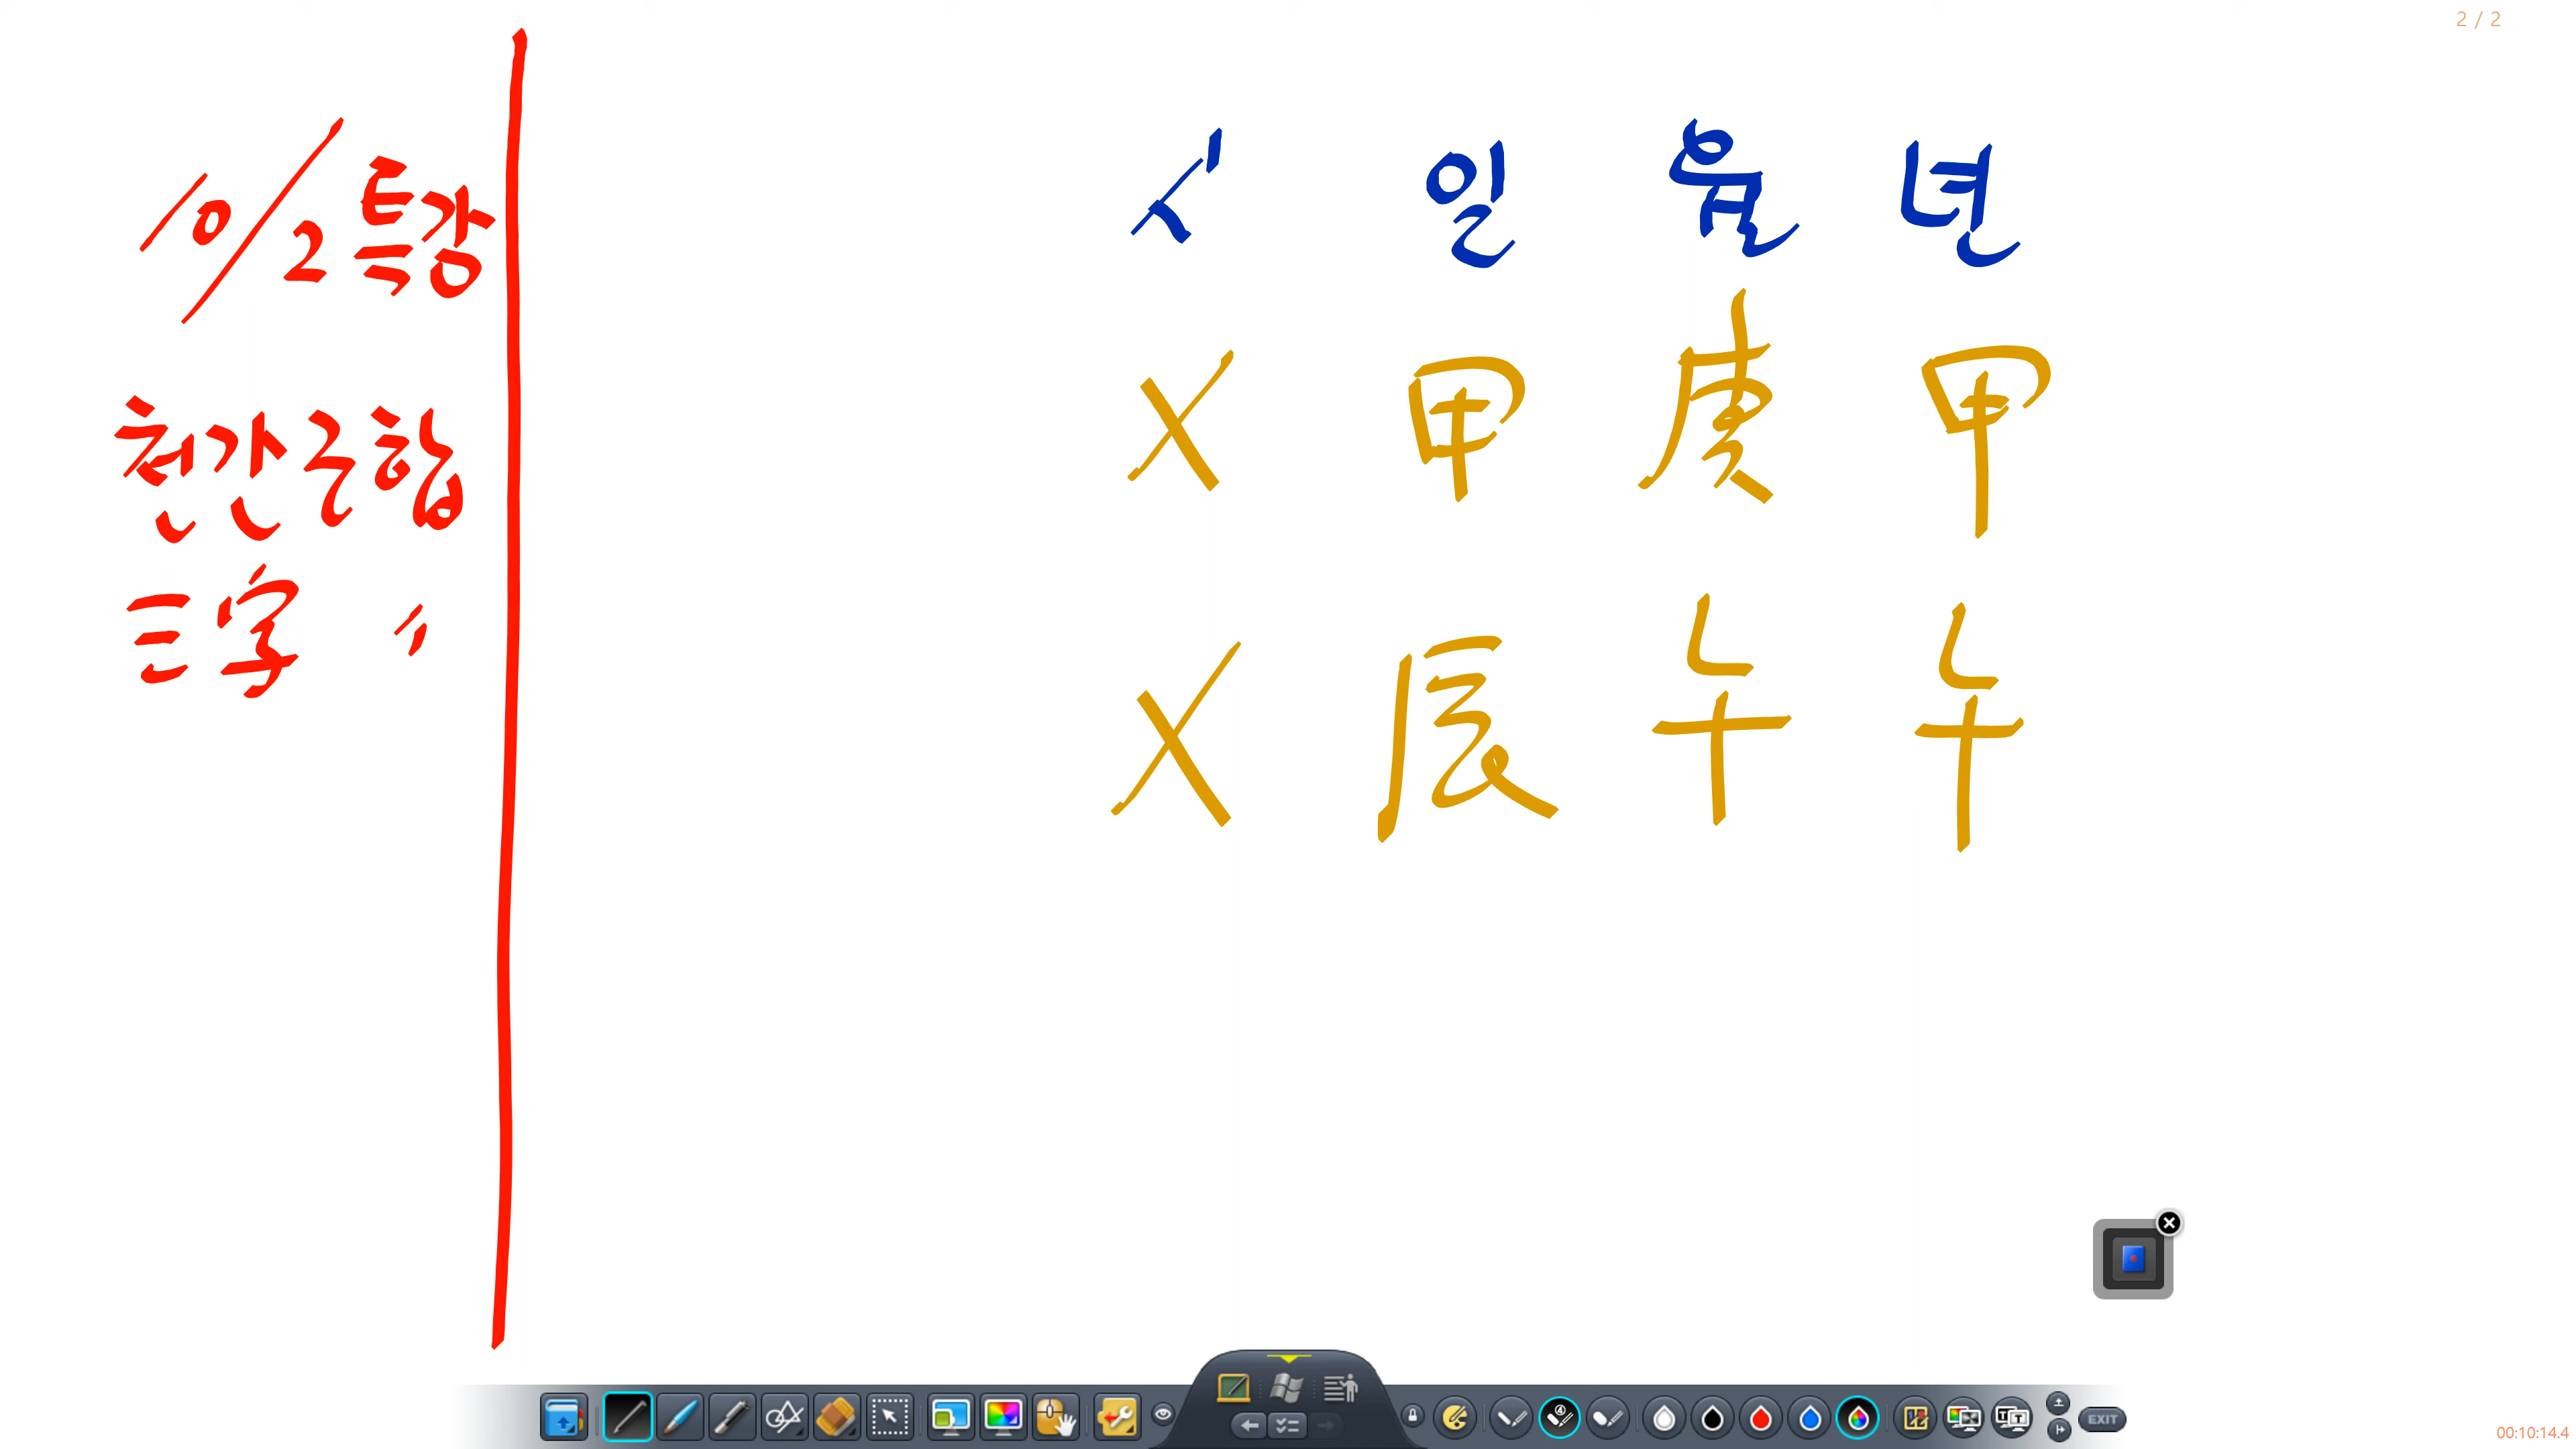 2 / 2
10/2 특강
천간론합
三字 〃
시 일 월 년
X 甲 庚 甲
X 辰 午 午
EXIT
00:10:14.4